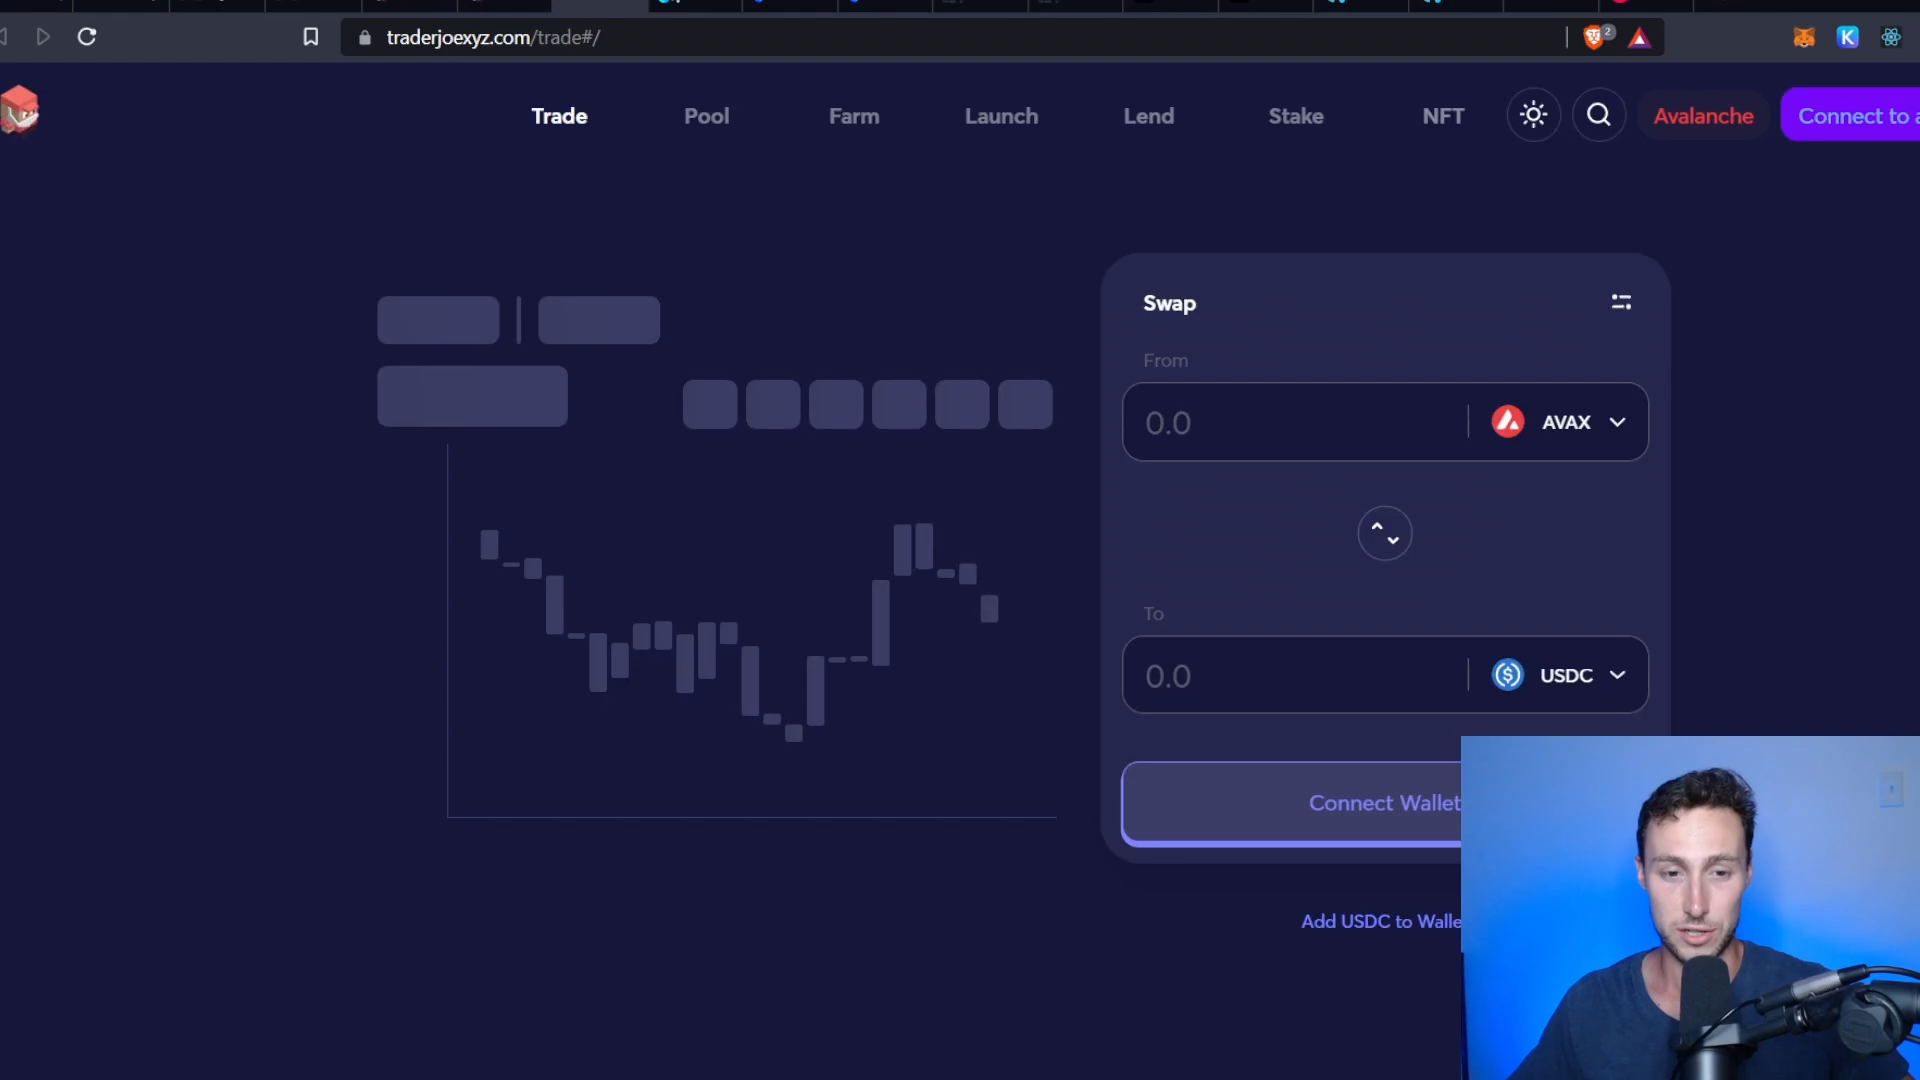 traderjoexyz.com/trade#/
2
K
Trade
Pool
Farm
Launch
Lend
Stake
NFT
Avalanche
Connect to a
Swap
From
0.0
AVAX
To
0.0
USDC
Connect Wallet
Add USDC to Walle